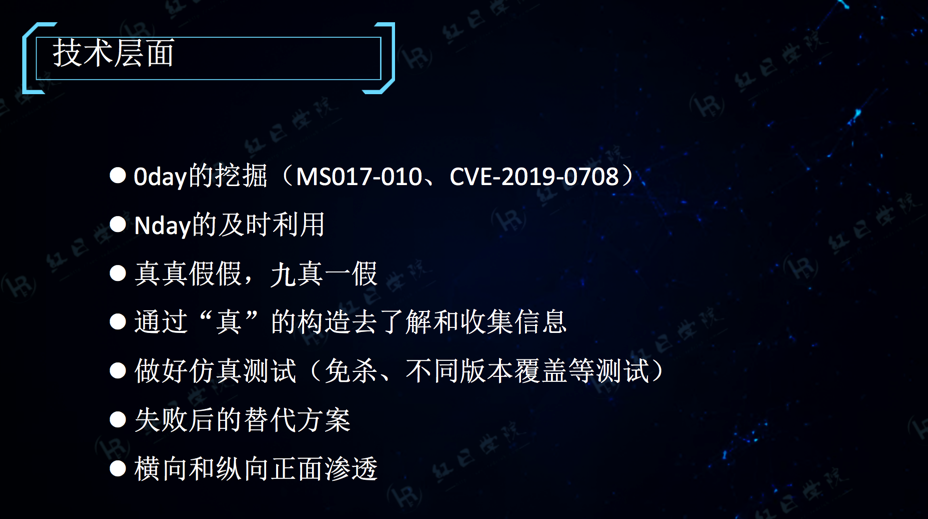 技术层面
0day的挖掘（MS017-010、CVE-2019-0708）
Nday的及时利用
真真假假，九真一假
通过“真”的构造去了解和收集信息
做好仿真测试（免杀、不同版本覆盖等测试）
失败后的替代方案
横向和纵向正面渗透